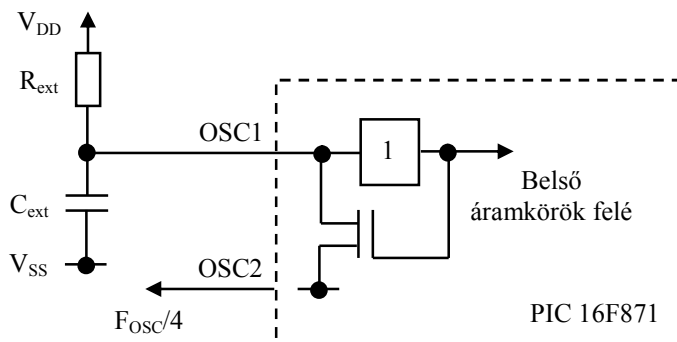 VDD
Rext
OSC1
1
Belső
áramkörök felé
Cext
VSS
OSC2
FOSC/4
PIC 16F871